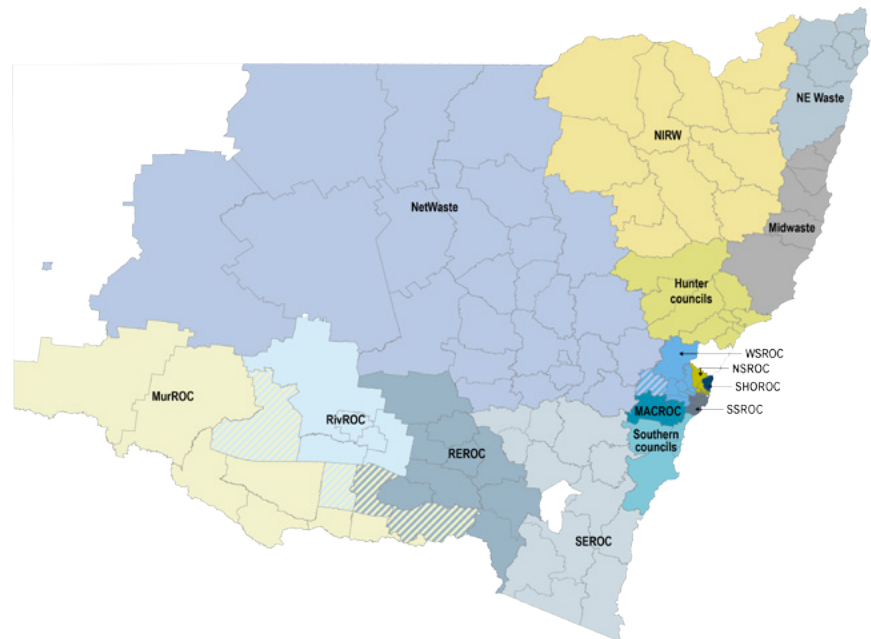 NE Waste
NIRW
NetWaste
Midwaste
Hunter
councils
WSROC
NSROC
SHOROC
SSROC
MurROC
RivROC
MACROC
Southern
councils
REROC
SEROC